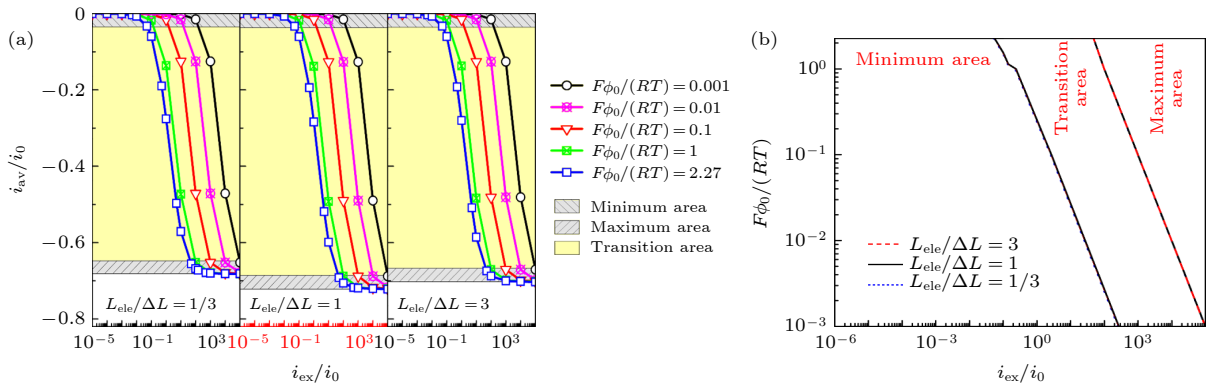 (a)
i_av/i_0
0
−0.2
−0.4
−0.6
−0.8
L_ele/ΔL = 1/3
L_ele/ΔL = 1
L_ele/ΔL = 3
10^−5 10^−1 10^3 10^−5 10^−1 10^3 10^−5 10^−1 10^3
i_ex/i_0
Fϕ_0/(RT) = 0.001
Fϕ_0/(RT) = 0.01
Fϕ_0/(RT) = 0.1
Fϕ_0/(RT) = 1
Fϕ_0/(RT) = 2.27
Minimum area
Maximum area
Transition area
(b)
Fϕ_0/(RT)
10^0
10^−1
10^−2
10^−3
Minimum area
Transition
area
Maximum
area
L_ele/ΔL = 3
L_ele/ΔL = 1
L_ele/ΔL = 1/3
10^−6 10^−3 10^0 10^3
i_ex/i_0